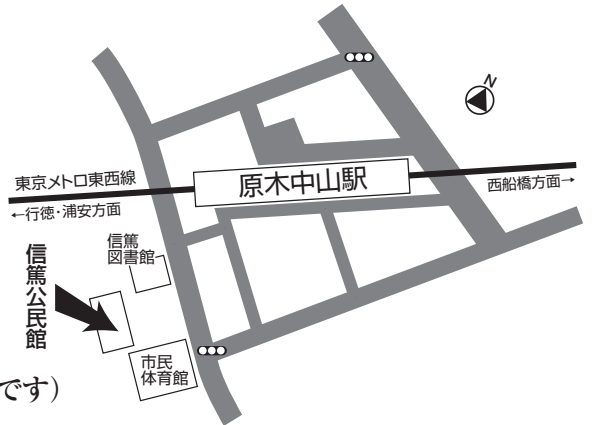 N
東京メトロ東西線
原木中山駅
西船橋方面→
←行徳・浦安方面
信篤
図書館
信篤公民館
市民
体育館
です)